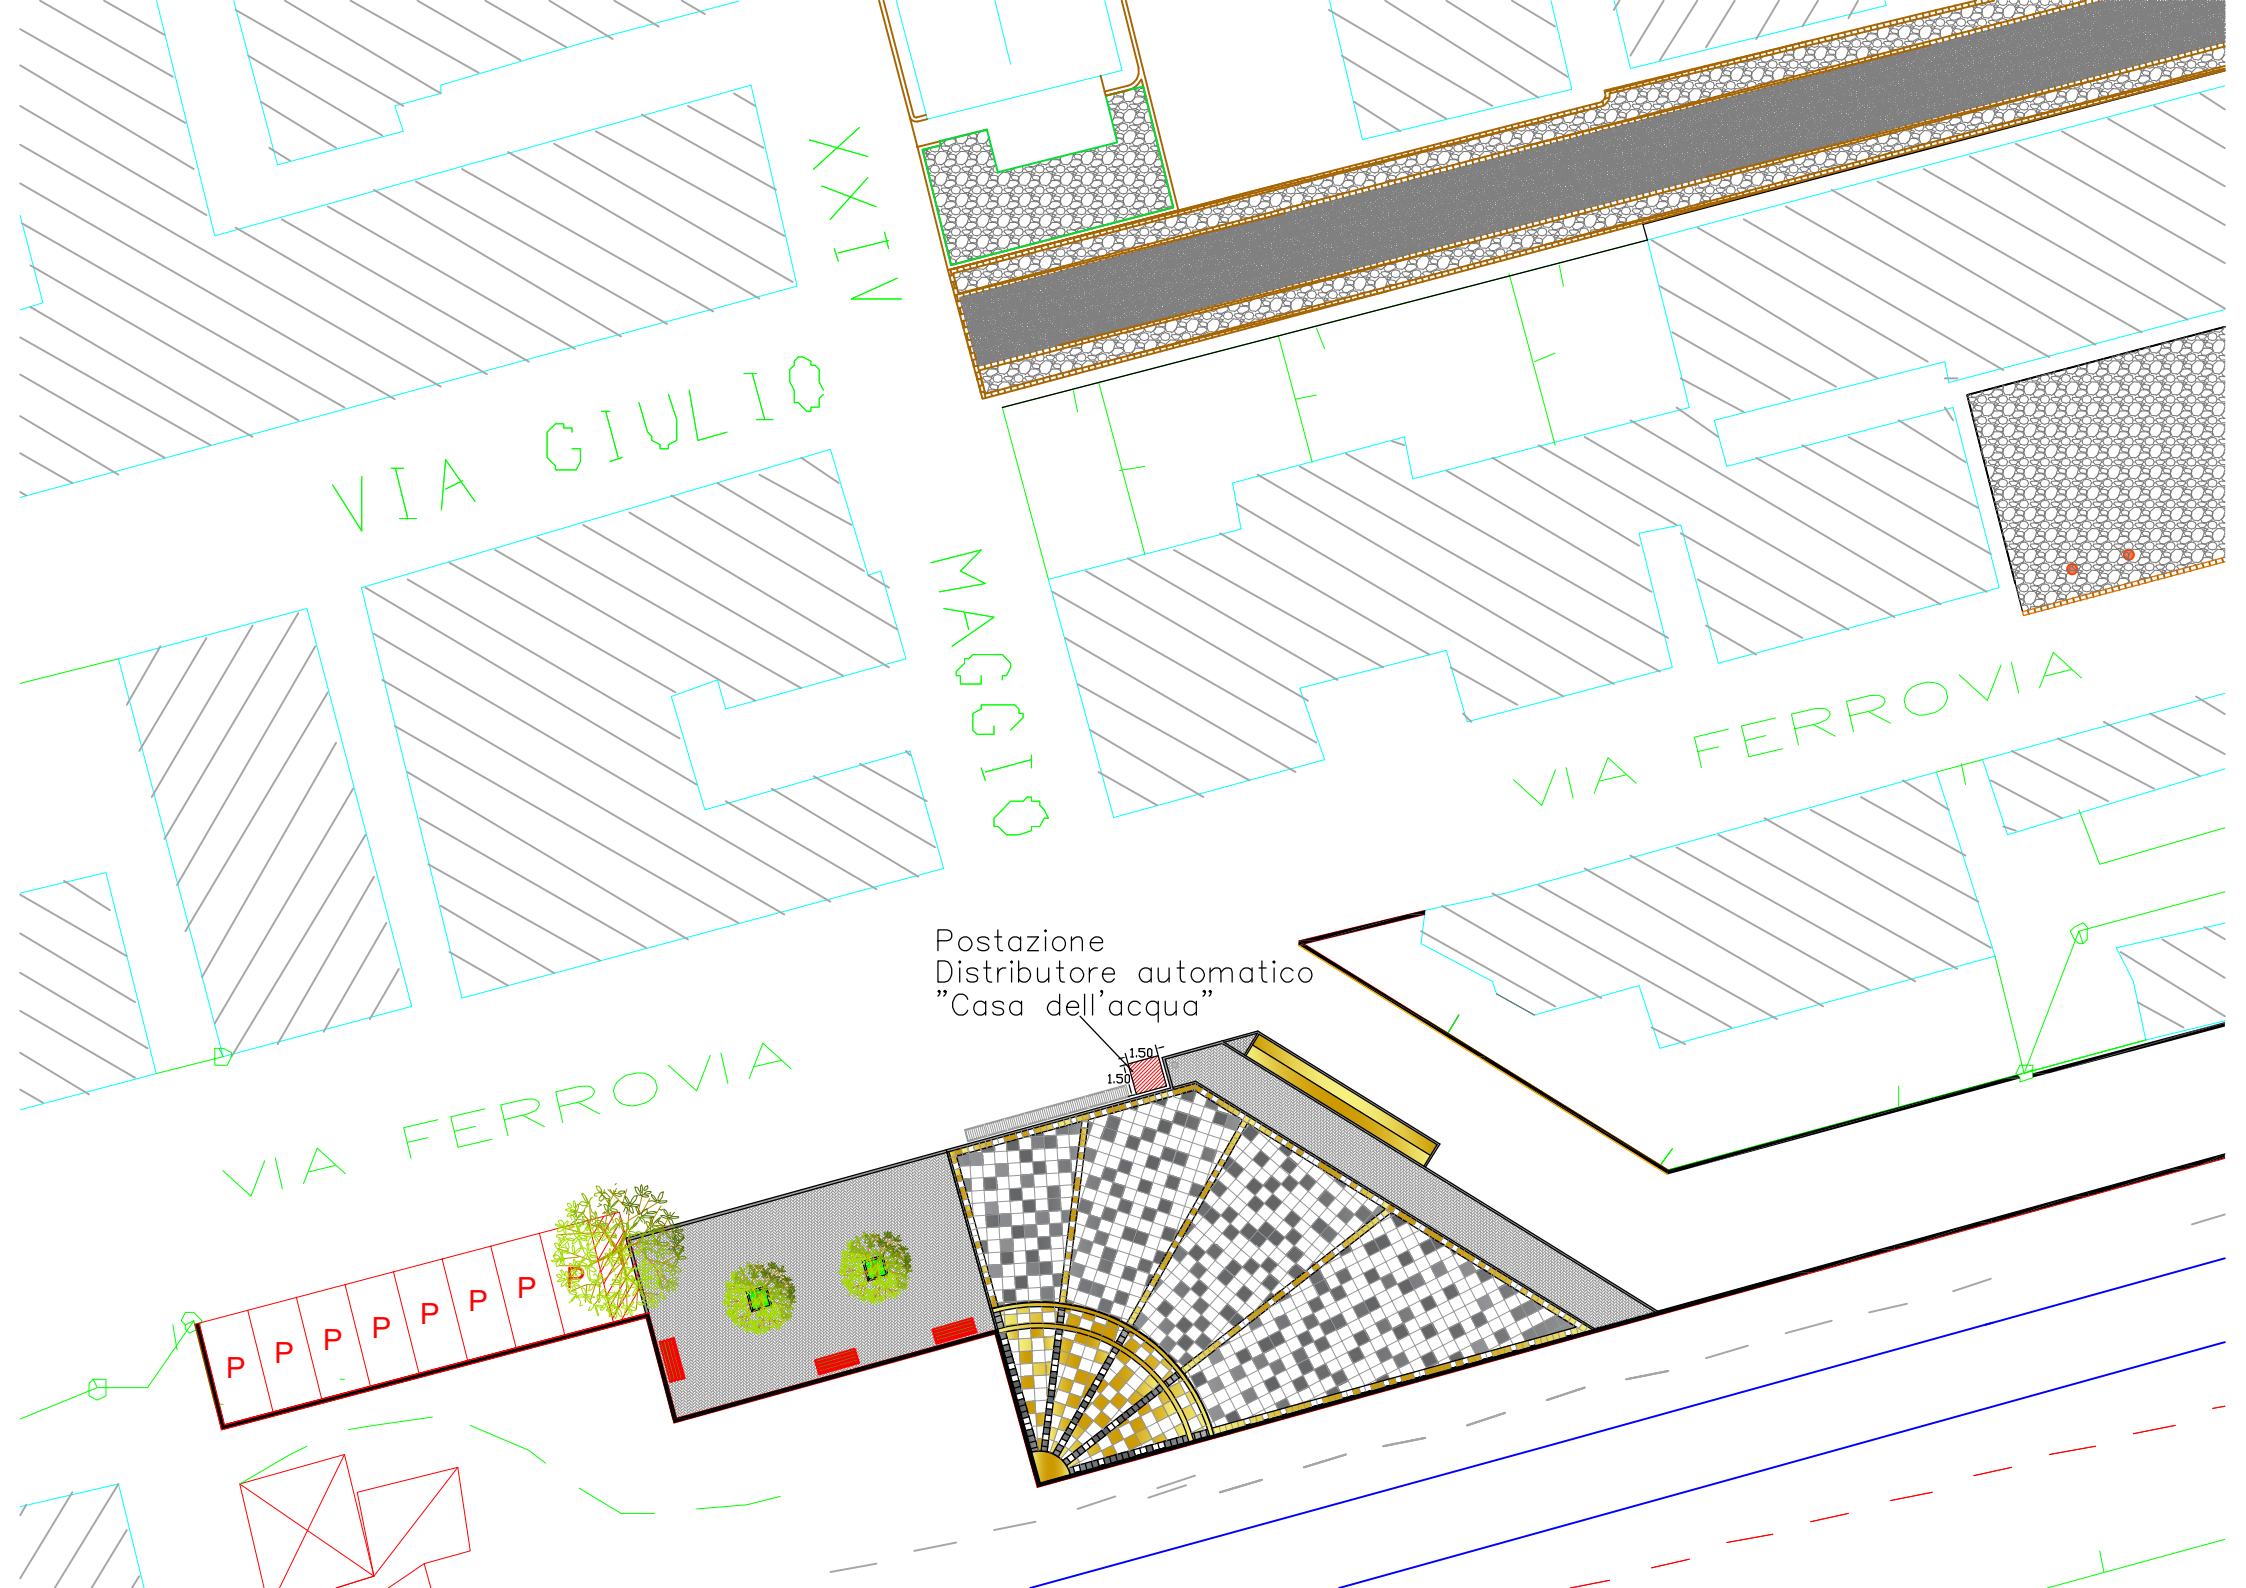 XXIV
VIA GIULIO
MAGGIO
VIA FERROVIA
Postazione
Distributore automatico
"Casa dell'acqua"
1.50
1.50
VIA FERROVIA
P
P
P
P
P
P
P
P